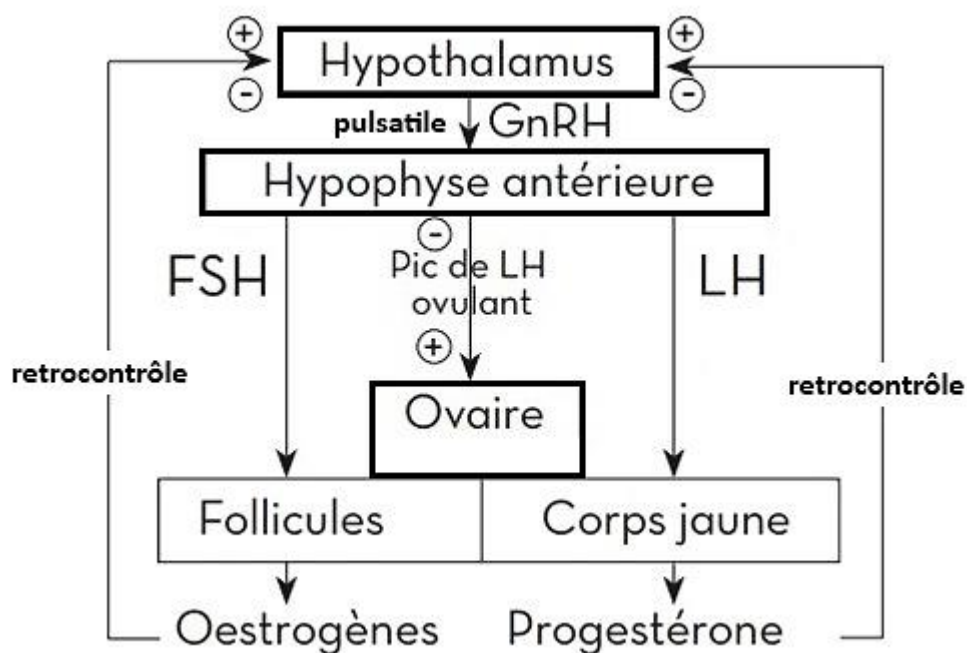 + +
Hypothalamus
- -
pulsatile GnRH
Hypophyse antérieure
-
FSH Pic de LH LH
ovulant
+
retrocontrôle retrocontrôle
Ovaire
Follicules Corps jaune
Oestrogènes Progestérone